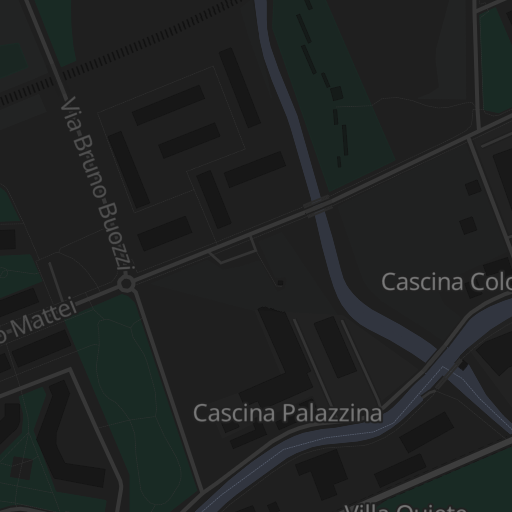 Via Bruno Buozzi
Cascina Colo
o Mattei
Cascina Palazzina
Villa Quiete